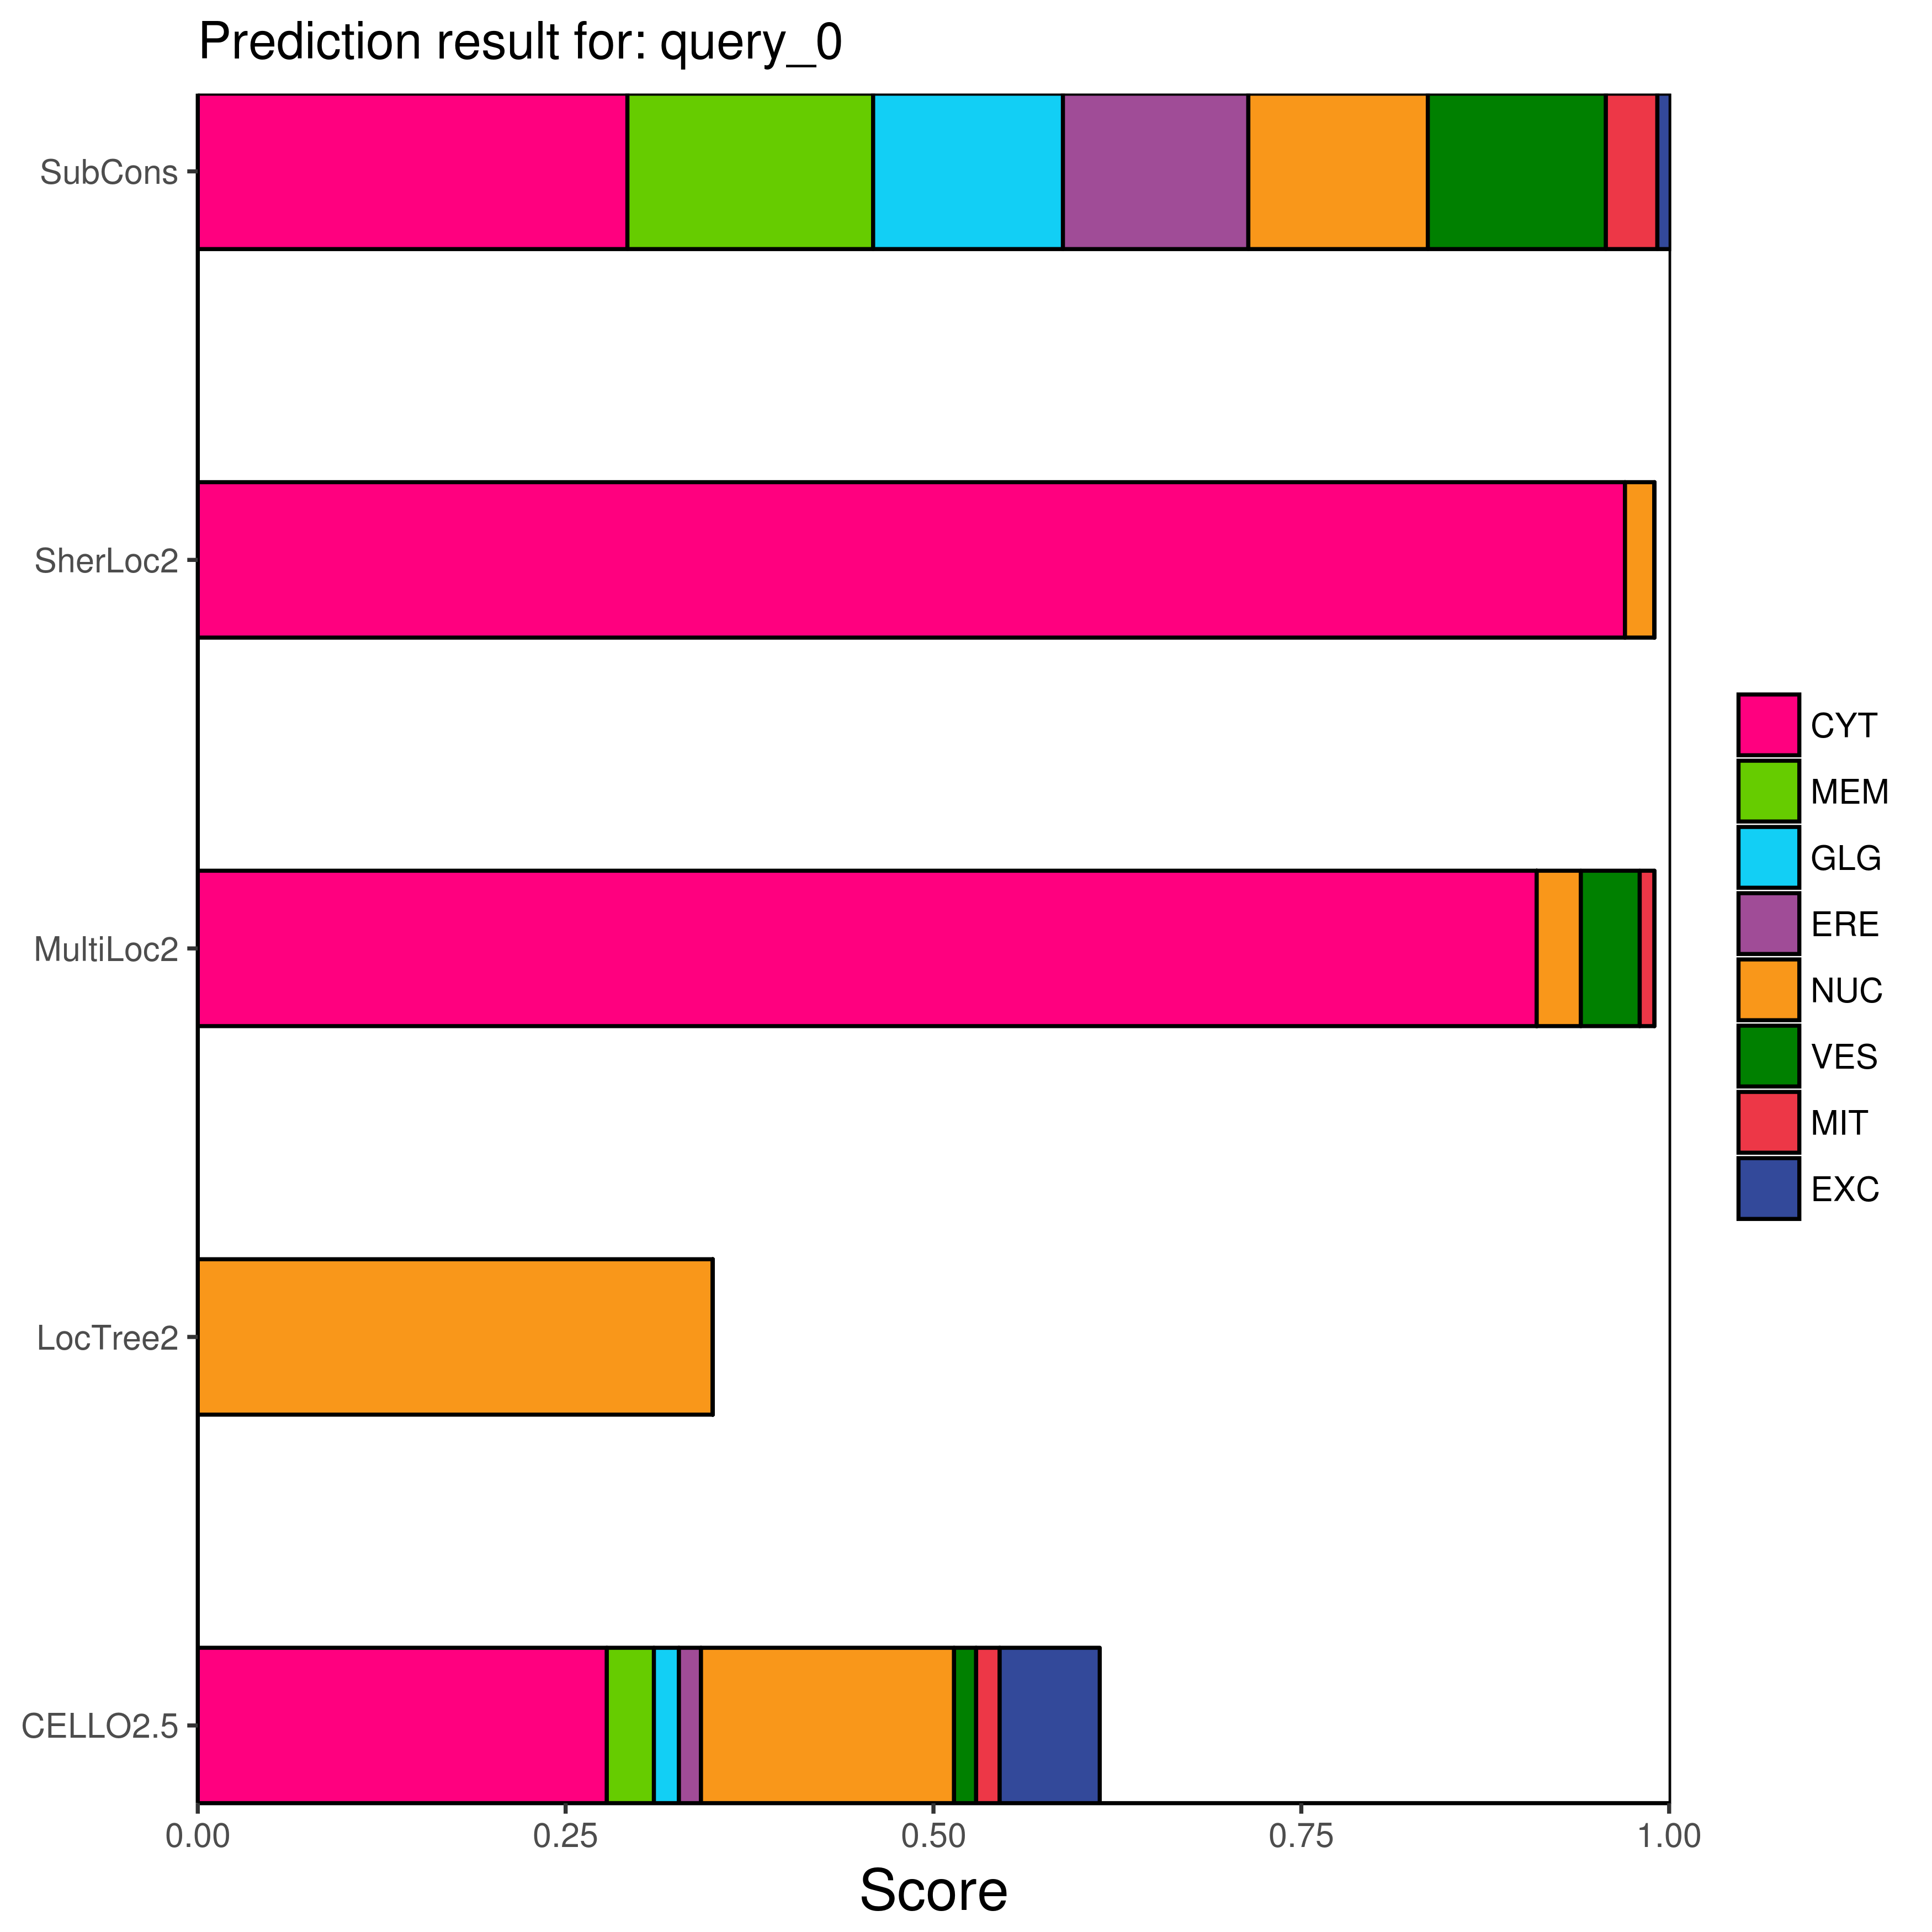 Prediction result for: query_0
SubCons
SherLoc2
MultiLoc2
LocTree2
CELLO2.5
0.00
0.25
0.50
0.75
1.00
Score
CYT
MEM
GLG
ERE
NUC
VES
MIT
EXC